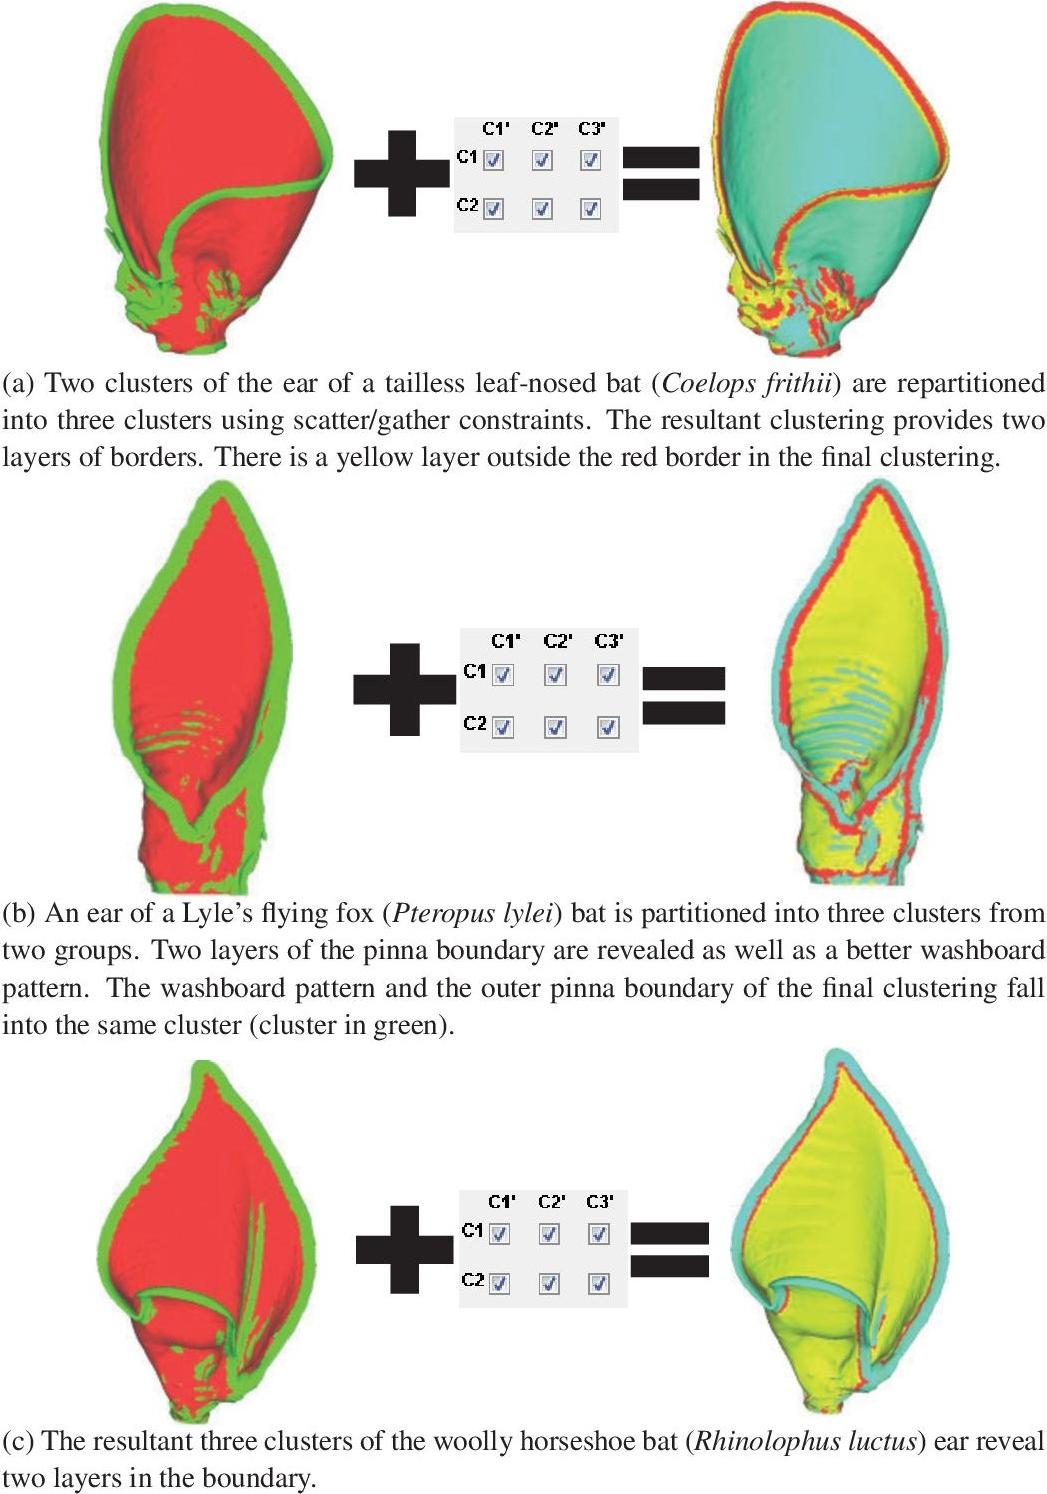 C1' C2' C3'
C1
C2
(a) Two clusters of the ear of a tailless leaf-nosed bat (Coelops frithii) are repartitioned
into three clusters using scatter/gather constraints. The resultant clustering provides two
layers of borders. There is a yellow layer outside the red border in the final clustering.
C1' C2' C3'
C1
C2
(b) An ear of a Lyle's flying fox (Pteropus lylei) bat is partitioned into three clusters from
two groups. Two layers of the pinna boundary are revealed as well as a better washboard
pattern. The washboard pattern and the outer pinna boundary of the final clustering fall
into the same cluster (cluster in green).
C1' C2' C3'
C1
C2
(c) The resultant three clusters of the woolly horseshoe bat (Rhinolophus luctus) ear reveal
two layers in the boundary.